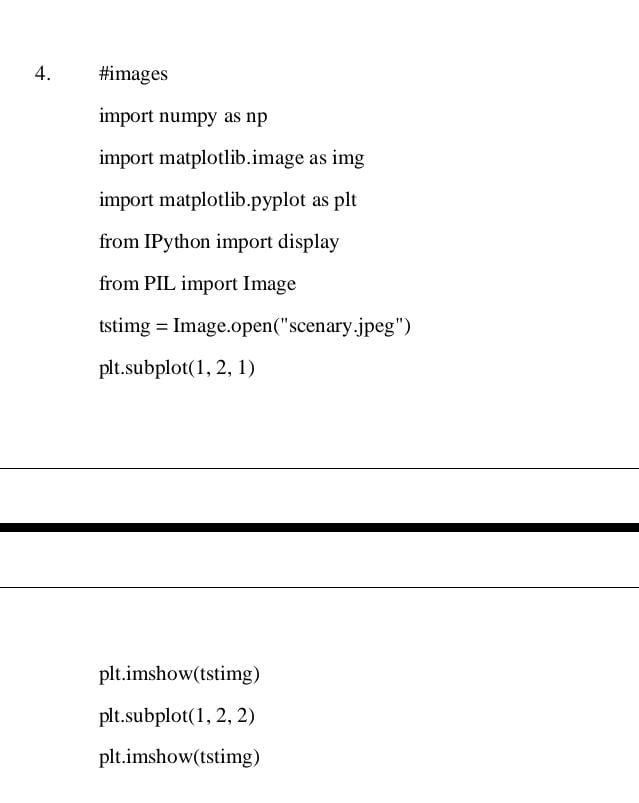 4. #images
import numpy as np
import matplotlib.image as img
import matplotlib.pyplot as plt
from IPython import display
from PIL import Image
tstimg = Image.open("scenary.jpeg")
plt.subplot(1, 2, 1)
plt.imshow(tstimg)
plt.subplot(1, 2, 2)
plt.imshow(tstimg)